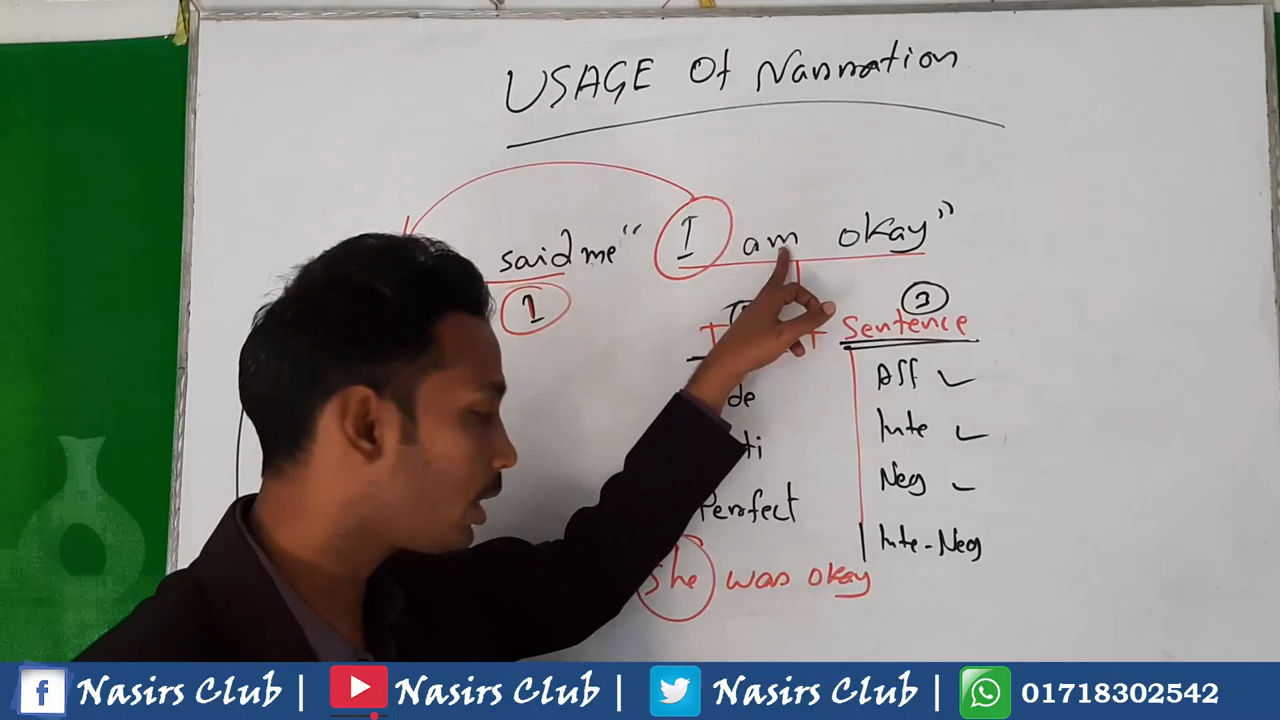 USAGE Of Narration
said me “ I am okay”
1
3
Sentence
Aff
Inte
Neg
Perfect
Inte-Neg
she was okay
Nasirs Club | Nasirs Club | Nasirs Club | 01718302542